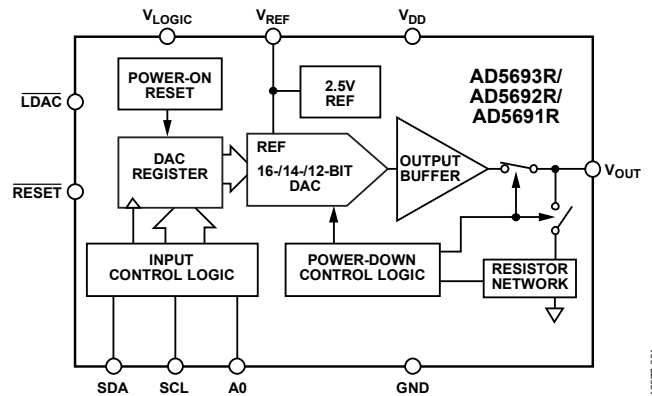 VLOGIC
VREF
VDD
POWER-ON
RESET
2.5V
REF
AD5693R/
AD5692R/
AD5691R
LDAC
DAC
REGISTER
REF
16-/14-/12-BIT
DAC
OUTPUT
BUFFER
VOUT
RESET
INPUT
CONTROL LOGIC
POWER-DOWN
CONTROL LOGIC
RESISTOR
NETWORK
SDA
SCL
A0
GND